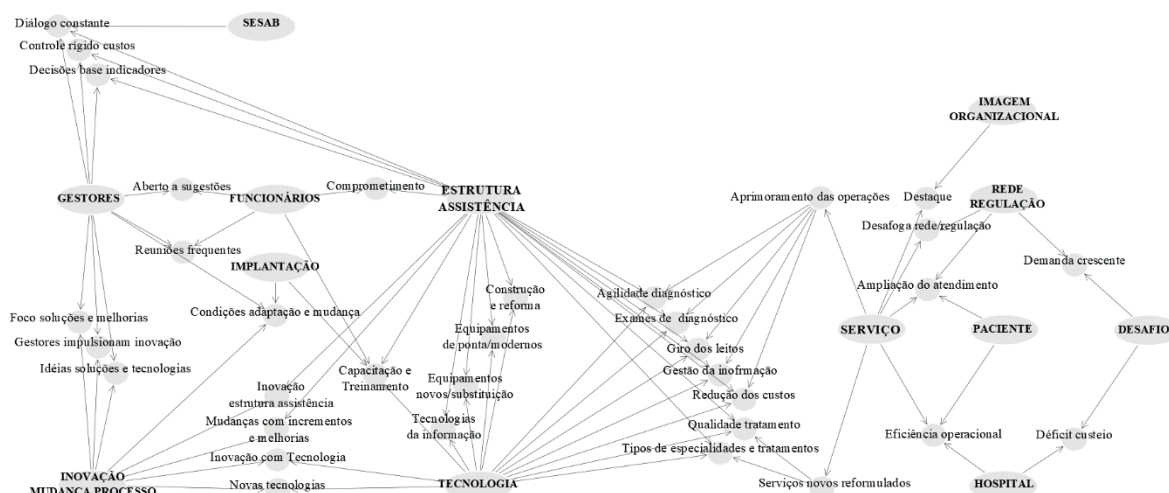 Diálogo constante
SESAB
Controle rígido custos
Decisões base indicadores
IMAGEM
ORGANIZACIONAL
GESTORES
Aberto a sugestões
FUNCIONÁRIOS
Comprometimento
ESTRUTURA
ASSISTÊNCIA
Aprimoramento das operações
Destaque
REDE
REGULAÇÃO
Desafoga rede/regulação
Reuniões frequentes
IMPLANTAÇÃO
Demanda crescente
Construção
e reforma
Agilidade diagnóstico
Ampliação do atendimento
Foco soluções e melhorias
Condições adaptação e mudança
Exames de diagnóstico
Equipamentos
de ponta/modernos
SERVIÇO
PACIENTE
DESAFIO
Gestores impulsionam inovação
Giro dos leitos
Idéias soluções e tecnologias
Capacitação e
Treinamento
Gestão da inofrmação
Equipamentos
novos/substituição
Inovação
estrutura assistência
Redução dos custos
Mudanças com incrementos
e melhorias
Tecnologias
da informação
Qualidade tratamento
Eficiência operacional
Déficit custeio
Tipos de especialidades e tratamentos
Inovação com Tecnologia
INOVAÇÃO
MUDANÇA PROCESSO
Novas tecnologias
TECNOLOGIA
Serviços novos reformulados
HOSPITAL